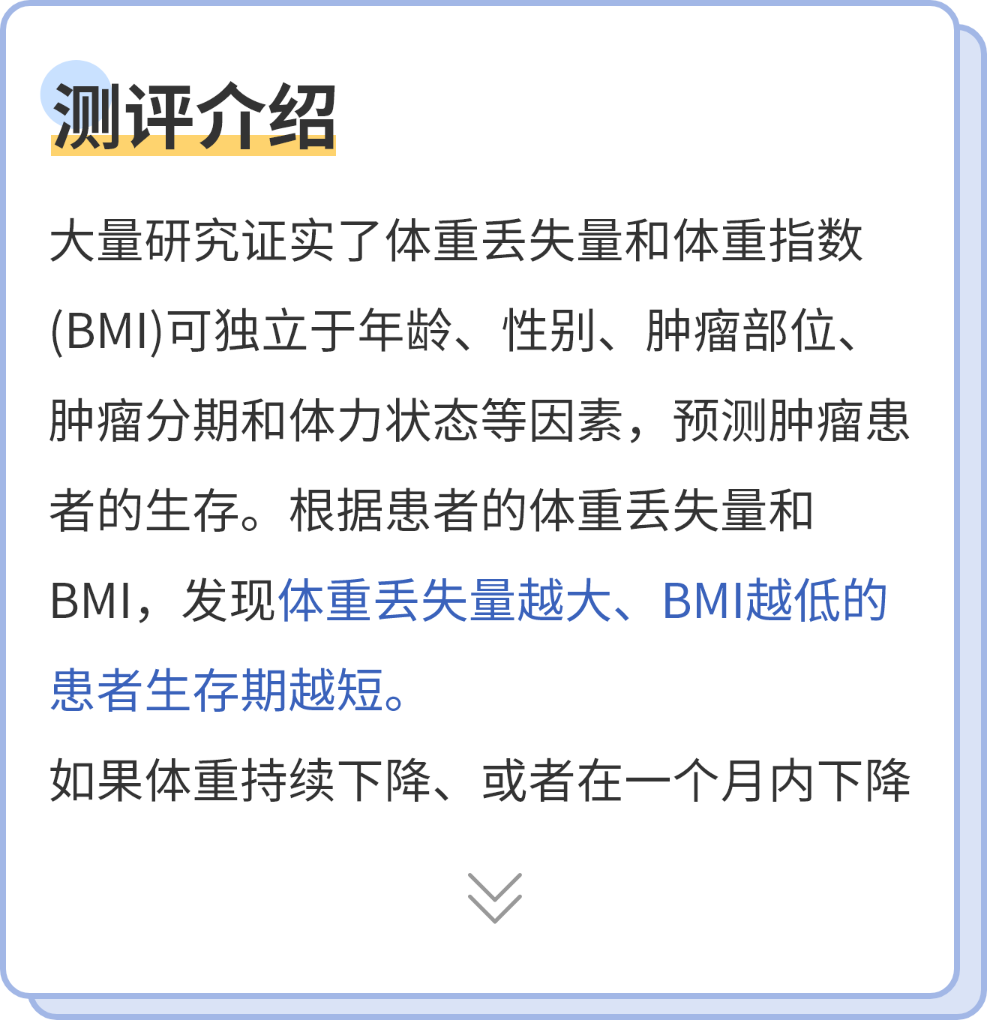 测评介绍
大量研究证实了体重丢失量和体重指数
(BMI)可独立于年龄、性别、肿瘤部位、
肿瘤分期和体力状态等因素，预测肿瘤患
者的生存。根据患者的体重丢失量和
BMI，发现体重丢失量越大、BMI越低的
患者生存期越短。
如果体重持续下降、或者在一个月内下降